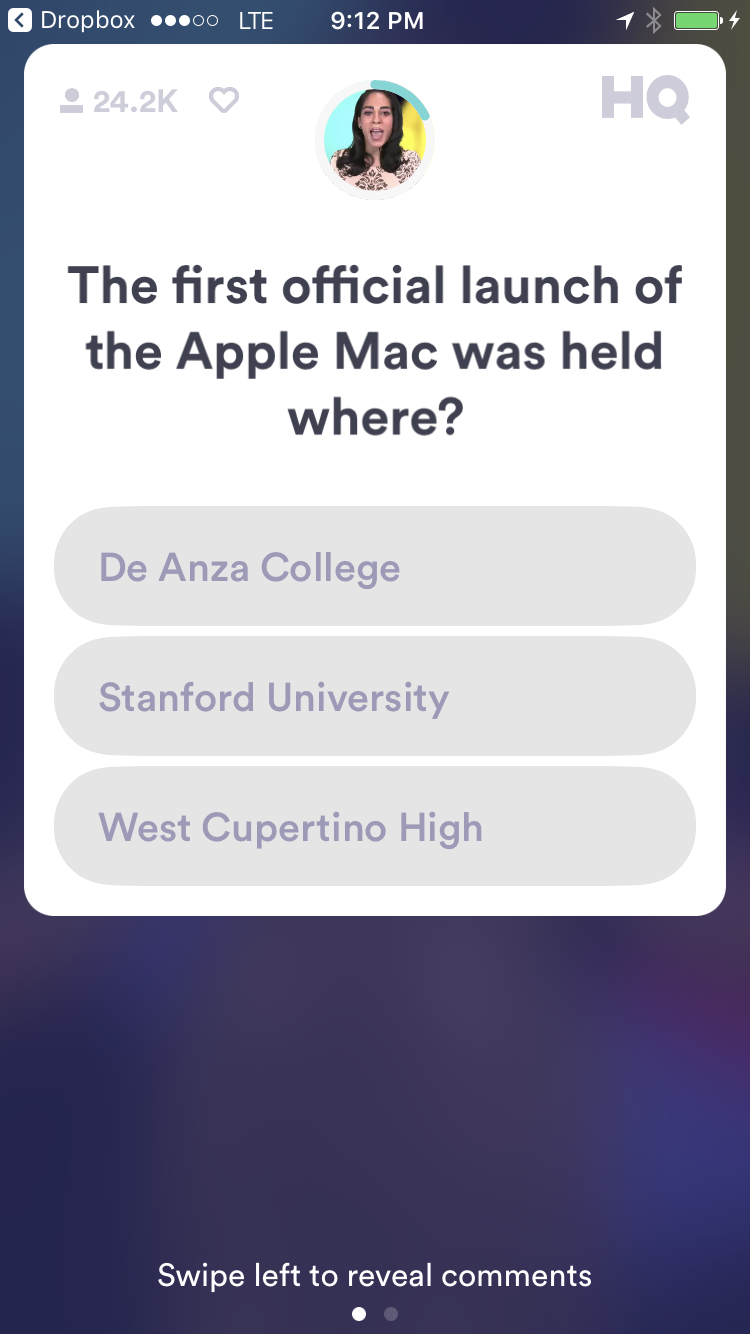 Dropbox LTE 9:12 PM
24.2K HQ
The first official launch of
the Apple Mac was held
where?
De Anza College
Stanford University
West Cupertino High
Swipe left to reveal comments